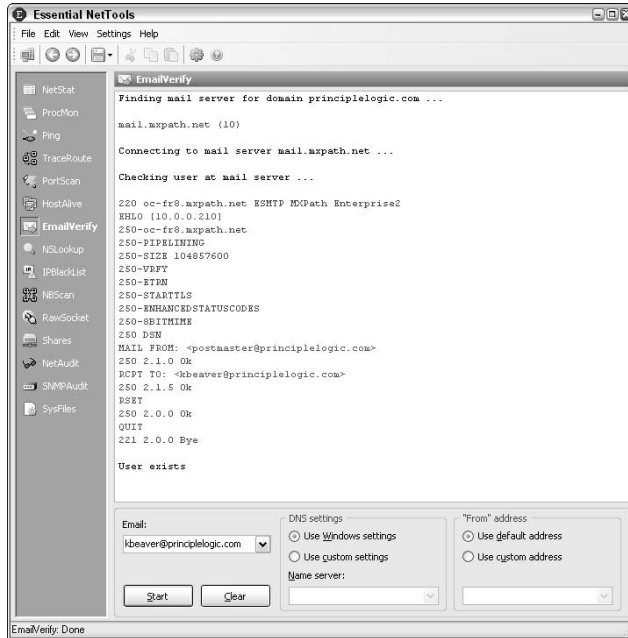 Essential NetTools
File Edit View Settings Help
NetStat
ProcMon
Ping
TraceRoute
PortScan
HostAlive
EmailVerify
NSLookup
IPBlackList
NBScan
RawSocket
Shares
NetAudit
SNMPAudit
SysFiles
EmailVerify
Finding mail server for domain principlelogic.com ...
mail.mxpath.net (10)
Connecting to mail server mail.mxpath.net ...
Checking user at mail server ...
220 oc-fr8.mxpath.net ESMTP MXPath Enterprise2
EHLO [10.0.0.210]
250-oc-fr8.mxpath.net
250-PIPELINING
250-SIZE 104857600
250-VRFY
250-ETRN
250-STARTTLS
250-ENHANCEDSTATUSCODES
250-8BITMIME
250 DSN
MAIL FROM: <postmaster@principlelogic.com>
250 2.1.0 Ok
RCPT TO: <kbeaver@principlelogic.com>
250 2.1.5 Ok
RSET
250 2.0.0 Ok
QUIT
221 2.0.0 Bye
User exists
Email:
kbeaver@principlelogic.com
Start
Clear
DNS settings
Use Windows settings
Use custom settings
Name server:
"From" address
Use default address
Use custom address
EmailVerify: Done